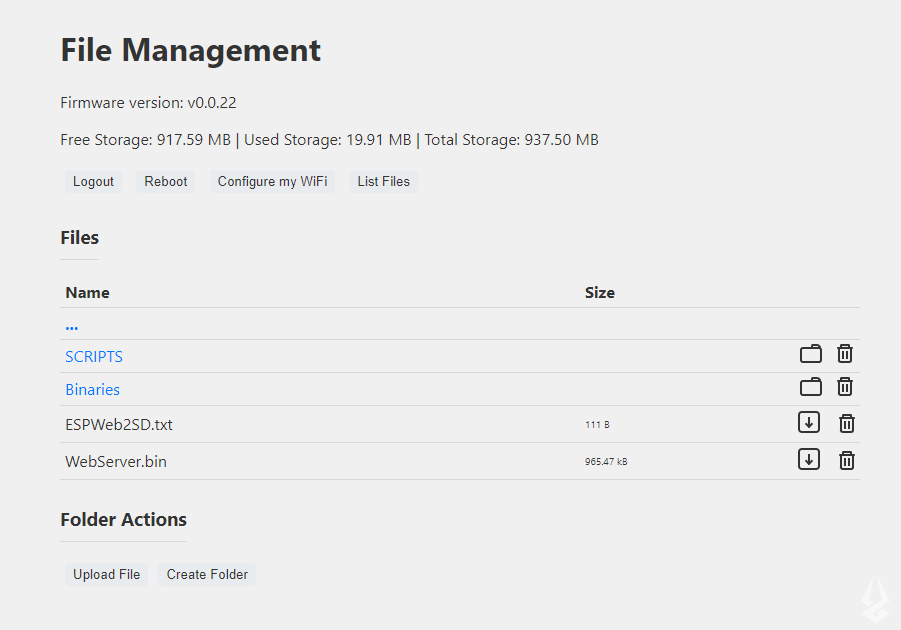 File Management
Firmware version: v0.0.22
Free Storage: 917.59 MB | Used Storage: 19.91 MB | Total Storage: 937.50 MB
Logout Reboot Configure my WiFi List Files
Files
Name Size
...
SCRIPTS
Binaries
ESPWeb2SD.txt 111 B
WebServer.bin 965.47 kB
Folder Actions
Upload File Create Folder